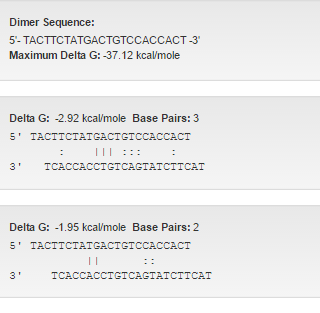 Dimer Sequence:
5'- TACTTCTATGACTGTCCACCACT -3'
Maximum Delta G: -37.12 kcal/mole
Delta G: -2.92 kcal/mole Base Pairs: 3
5' TACTTCTATGACTGTCCACCACT
: ||| ::: :
3' TCACCACCTGTCAGTATCTTCAT
Delta G: -1.95 kcal/mole Base Pairs: 2
5' TACTTCTATGACTGTCCACCACT
|| ::
3' TCACCACCTGTCAGTATCTTCAT